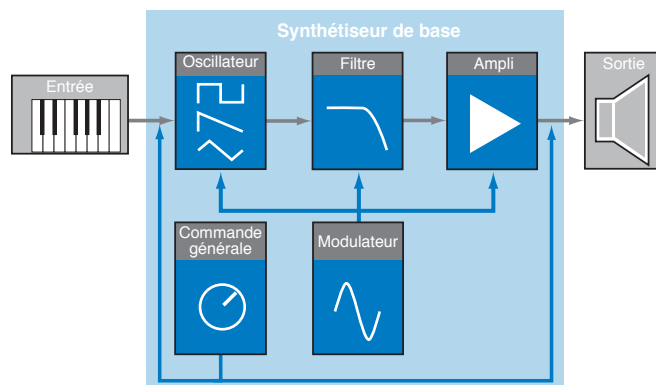 Synthétiseur de base
Entrée
Oscillateur
Filtre
Ampli
Sortie
Commande
générale
Modulateur